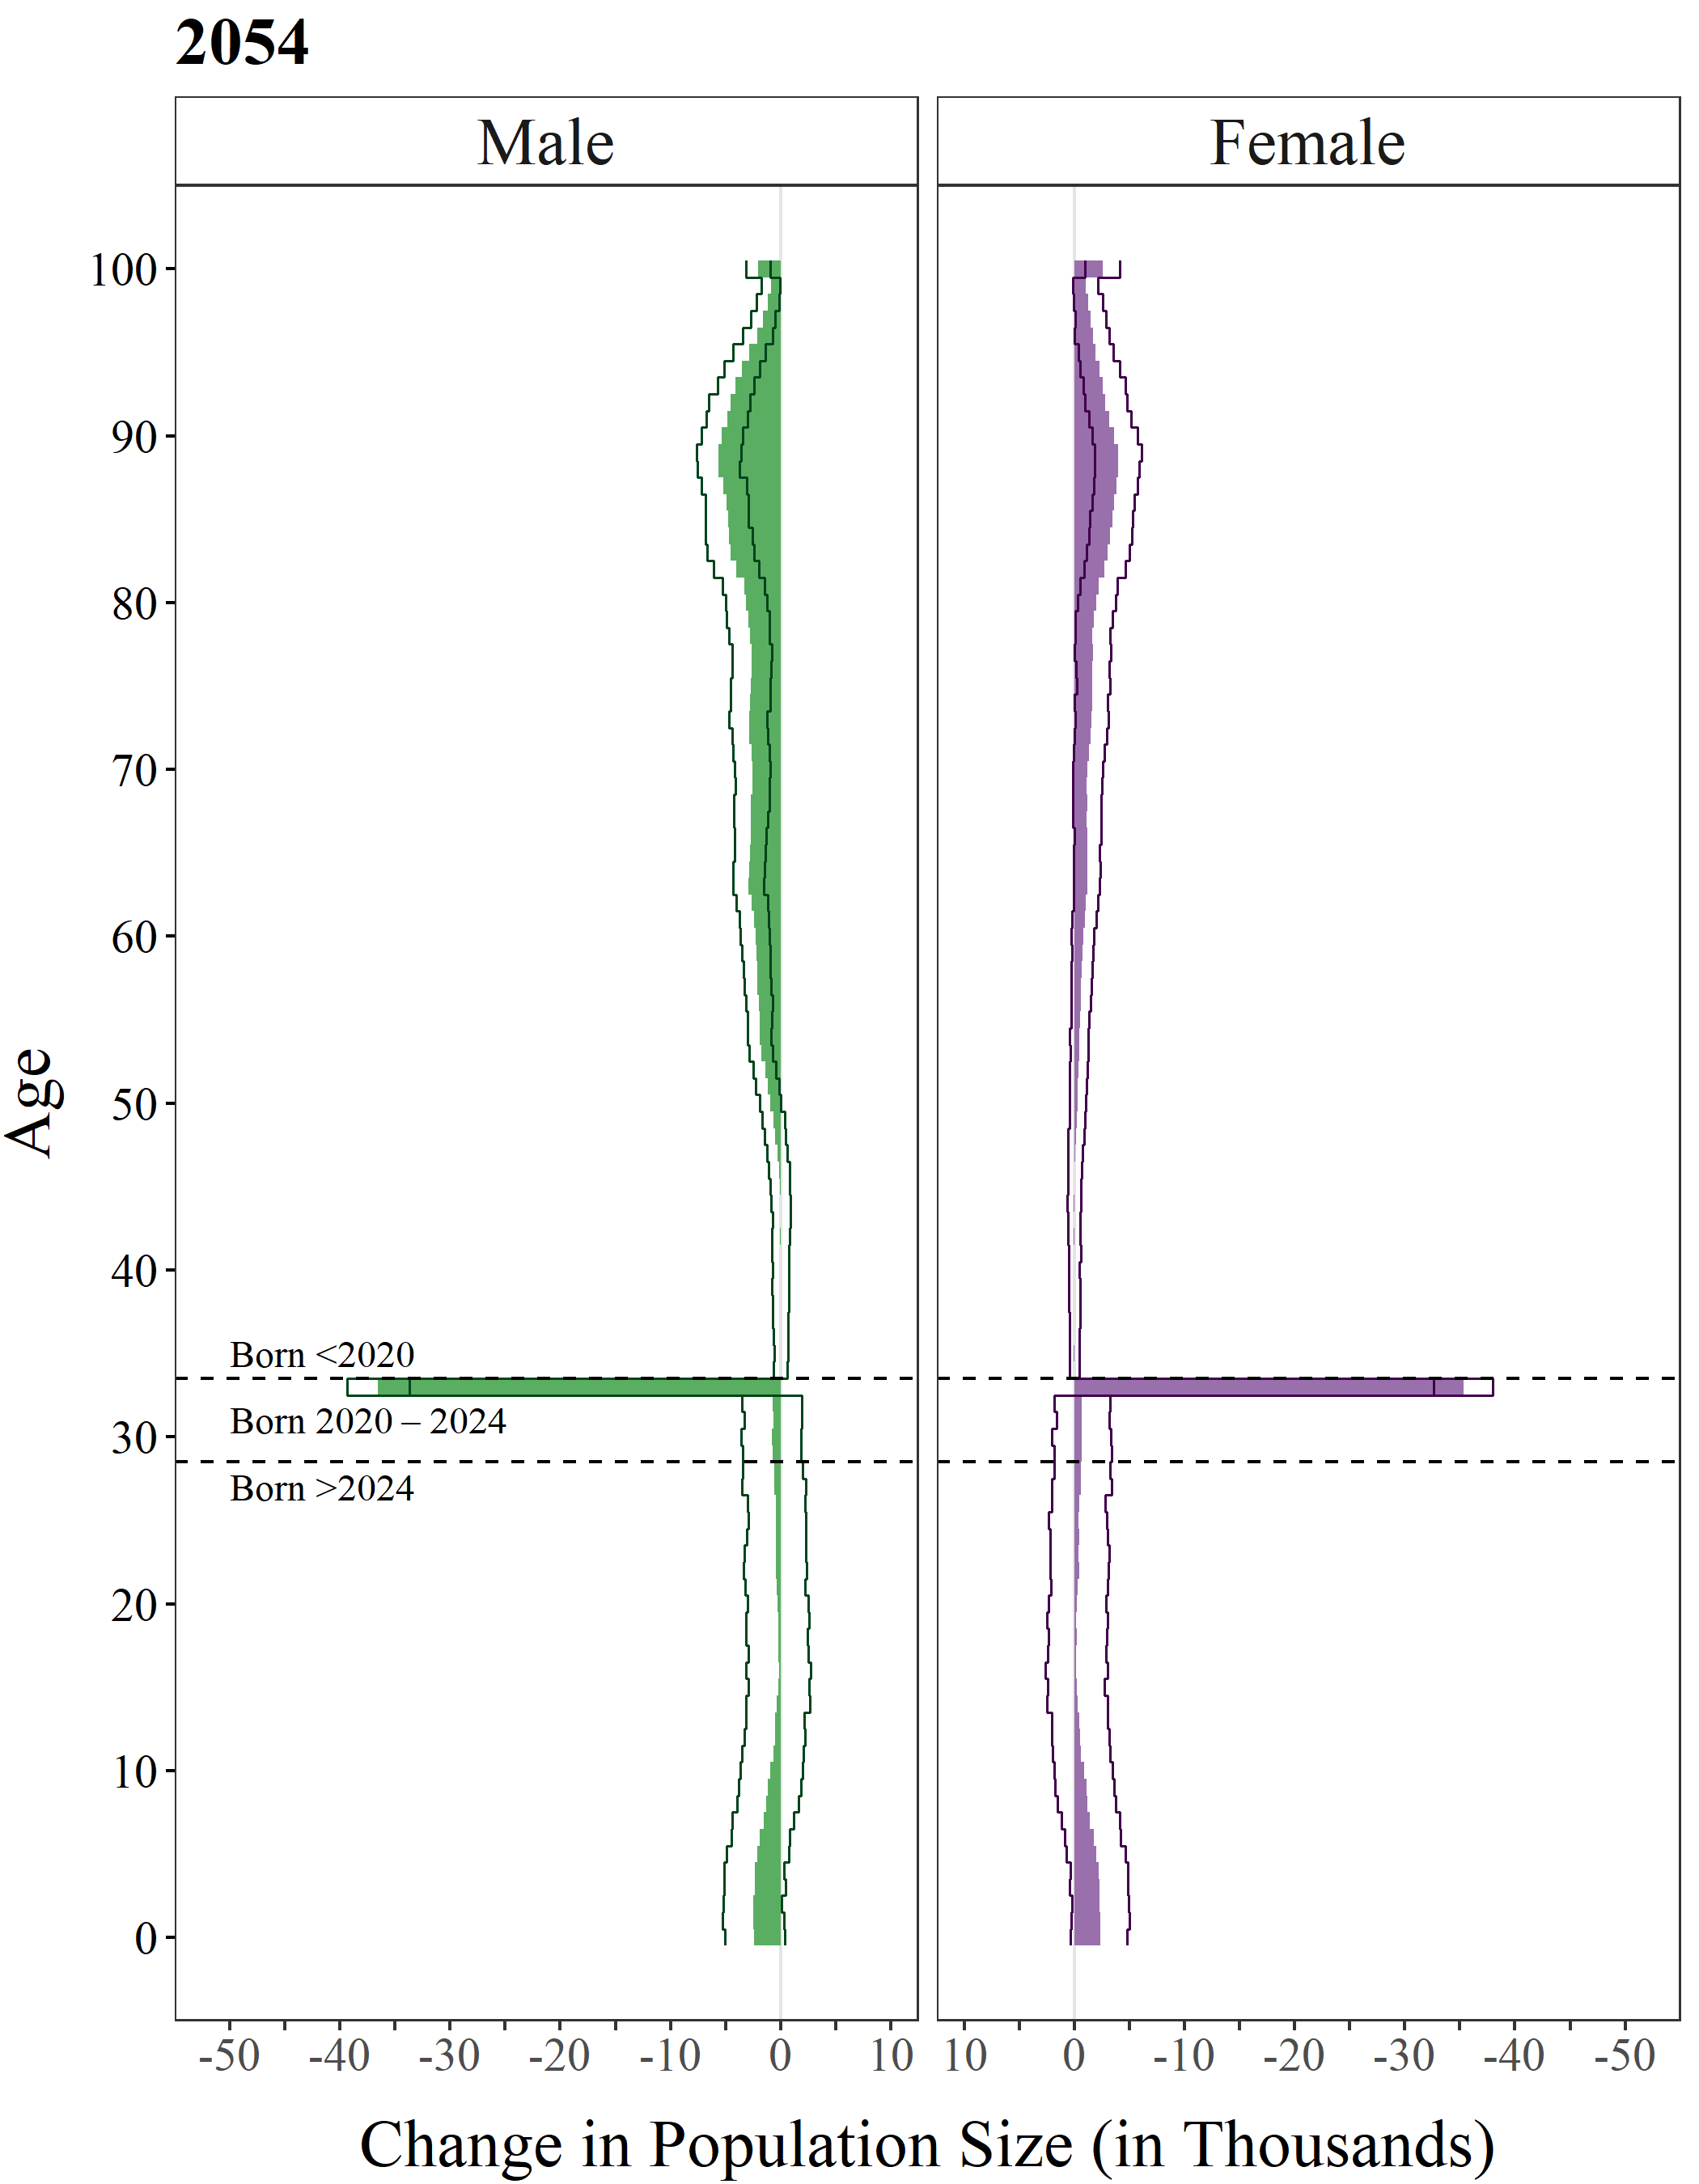 2054
Male Female
100
90
80
70
60
50
40
30
20
10
0
Age
Born <2020
Born 2020 – 2024
Born >2024
-50 -40 -30 -20 -10 0 10 10 0 -10 -20 -30 -40 -50
Change in Population Size (in Thousands)